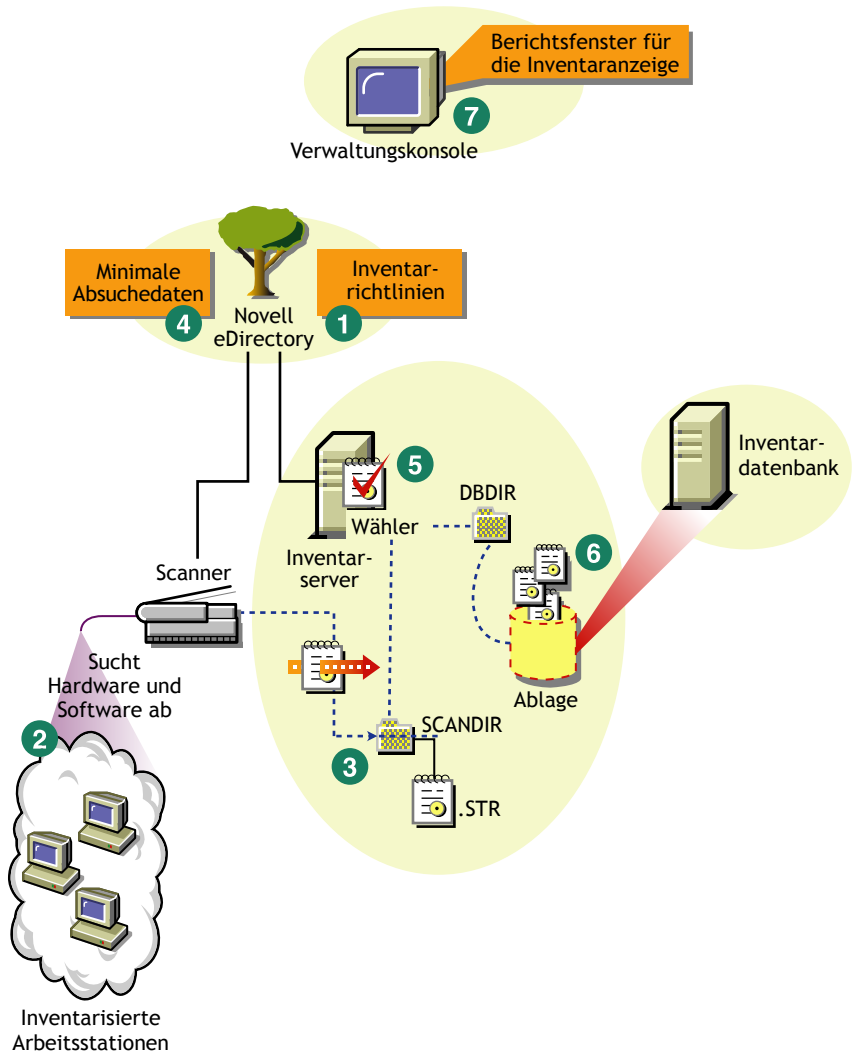 Berichtsfenster für
die Inventaranzeige
7
Verwaltungskonsole
Minimale
Absuchedaten
4
Novell
eDirectory
Inventar-
richtlinien
1
5
Wähler
Inventar-
server
DBDIR
6
Ablage
Inventar-
datenbank
Scanner
Sucht
Hardware und
Software ab
2
3
SCANDIR
.STR
Inventarisierte
Arbeitsstationen